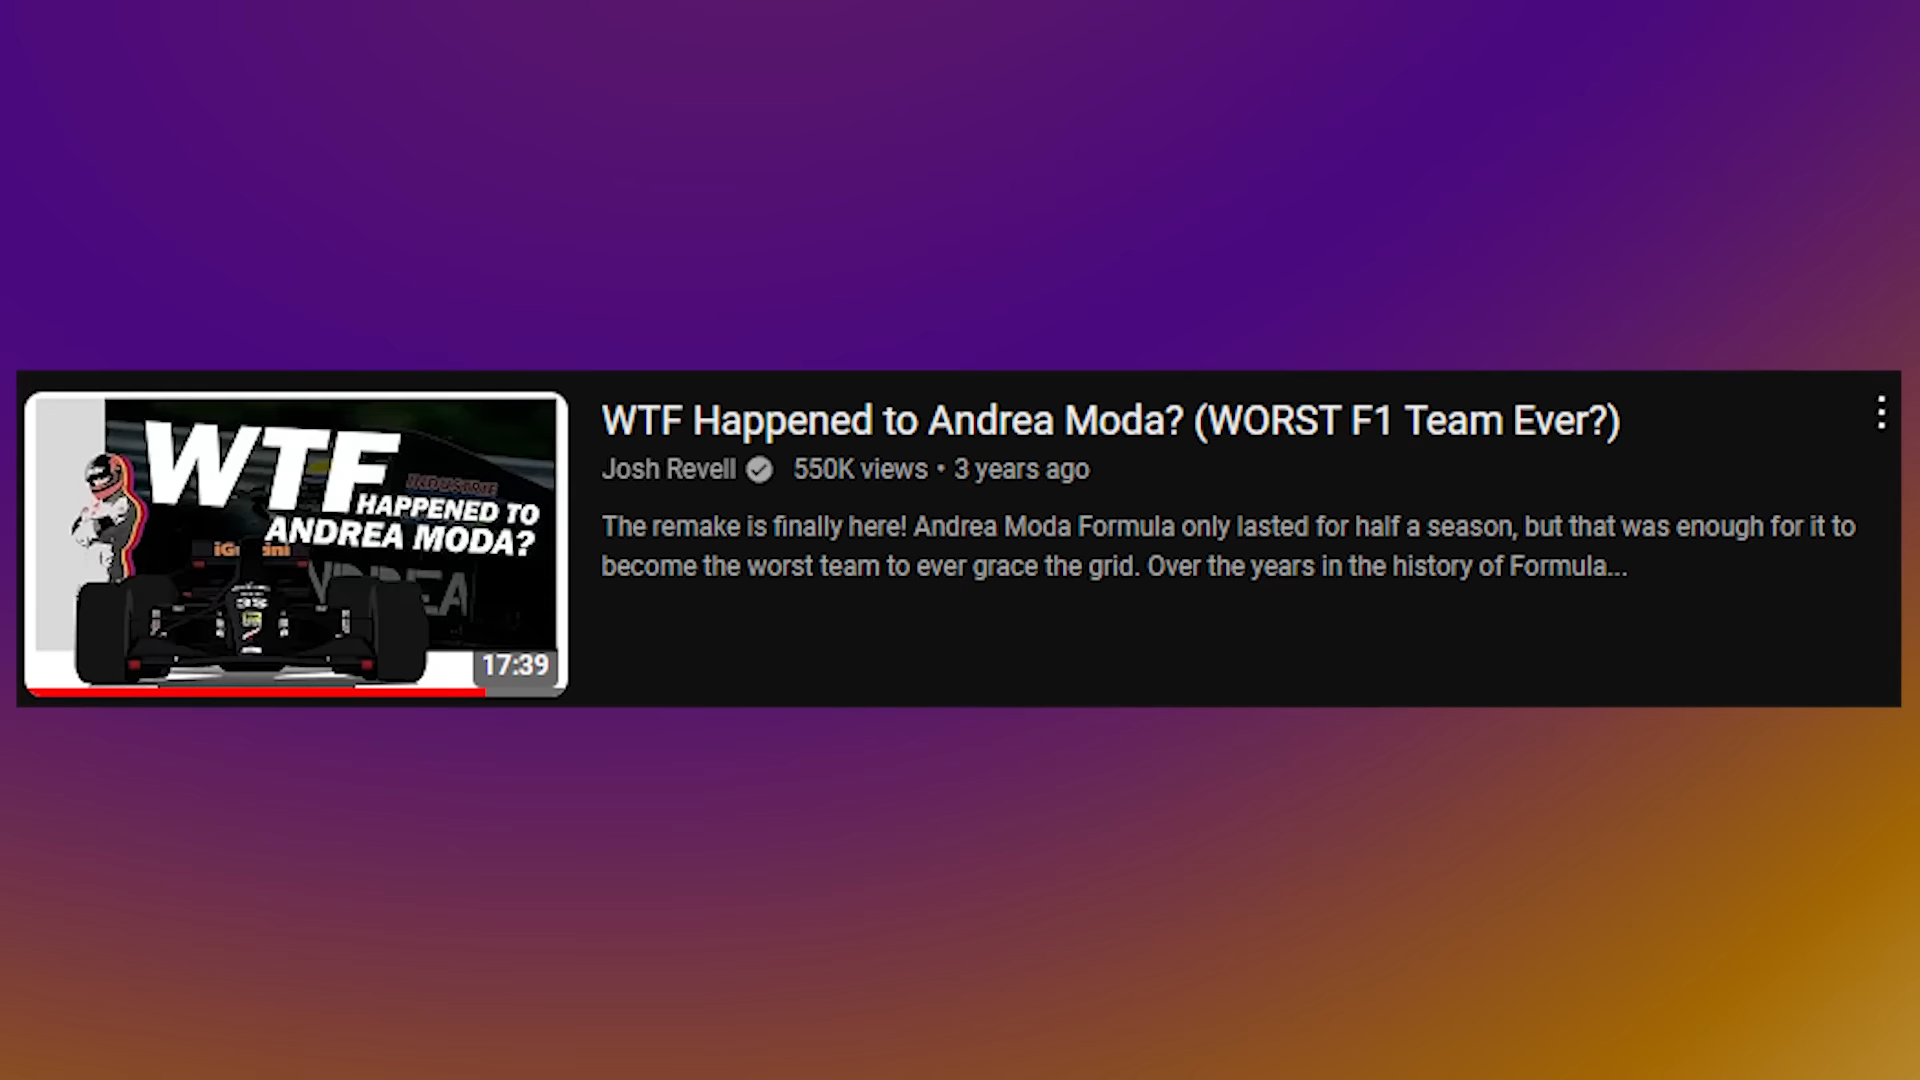 WTF
HAPPENED TO
ANDREA MODA?
17:39
WTF Happened to Andrea Moda? (WORST F1 Team Ever?)
Josh Revell 550K views • 3 years ago
The remake is finally here! Andrea Moda Formula only lasted for half a season, but that was enough for it to
become the worst team to ever grace the grid. Over the years in the history of Formula...